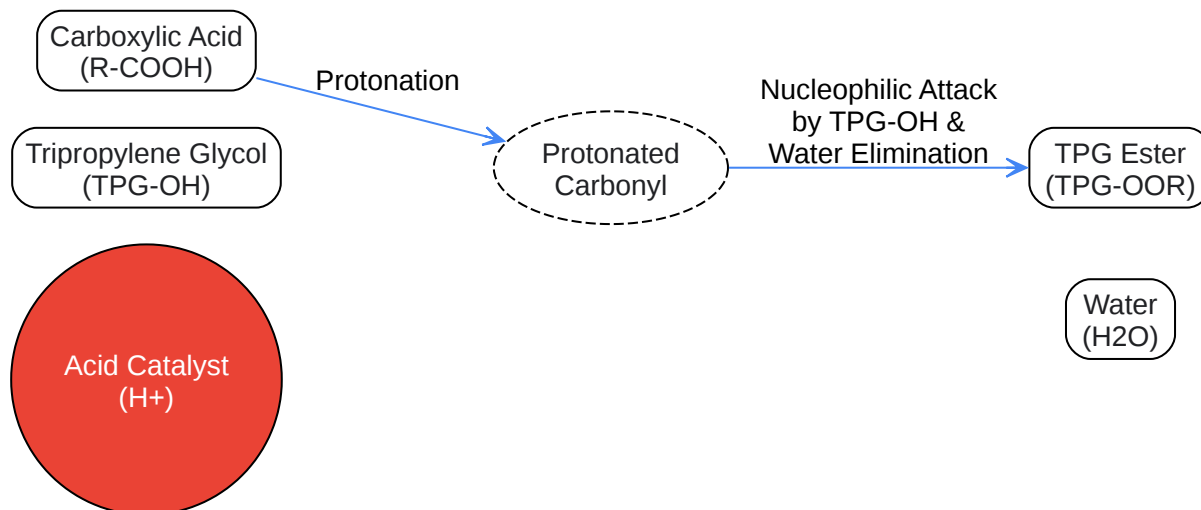 Carboxylic Acid
(R-COOH)
Protonation
Tripropylene Glycol
(TPG-OH)
Protonated
Carbonyl
Nucleophilic Attack
by TPG-OH &
Water Elimination
TPG Ester
(TPG-OOR)
Acid Catalyst
(H+)
Water
(H2O)